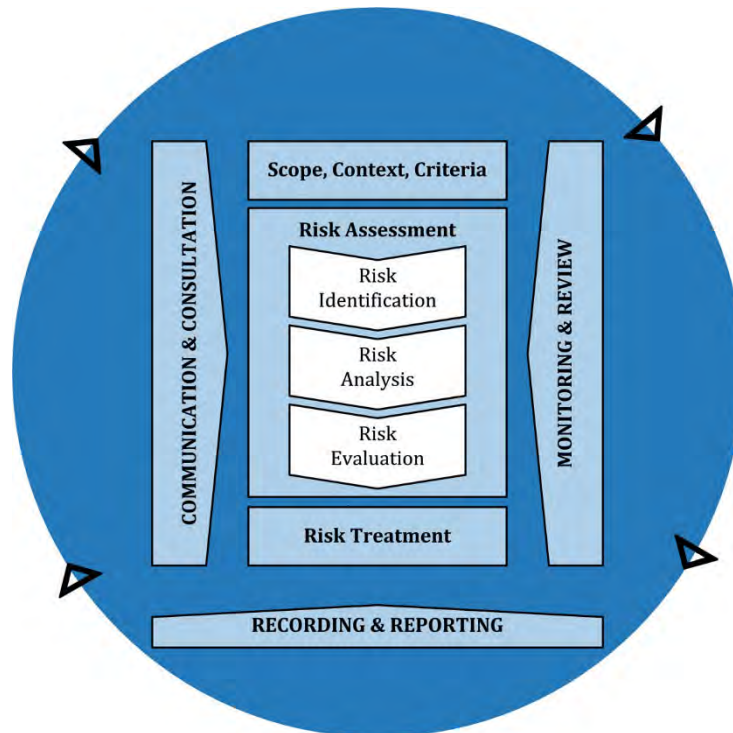 Scope, Context, Criteria
Risk Assessment
Risk
Identification
Risk
Analysis
Risk
Evaluation
Risk Treatment
COMMUNICATION & CONSULTATION
MONITORING & REVIEW
RECORDING & REPORTING